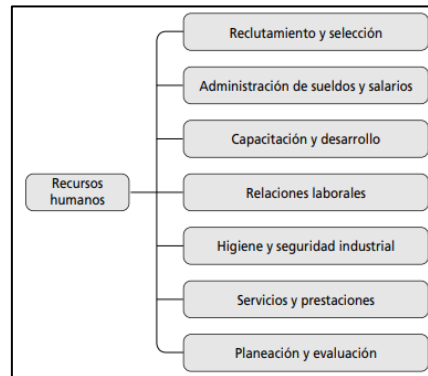 Reclutamiento y selección
Administración de sueldos y salarios
Capacitación y desarrollo
Recursos
humanos
Relaciones laborales
Higiene y seguridad industrial
Servicios y prestaciones
Planeación y evaluación